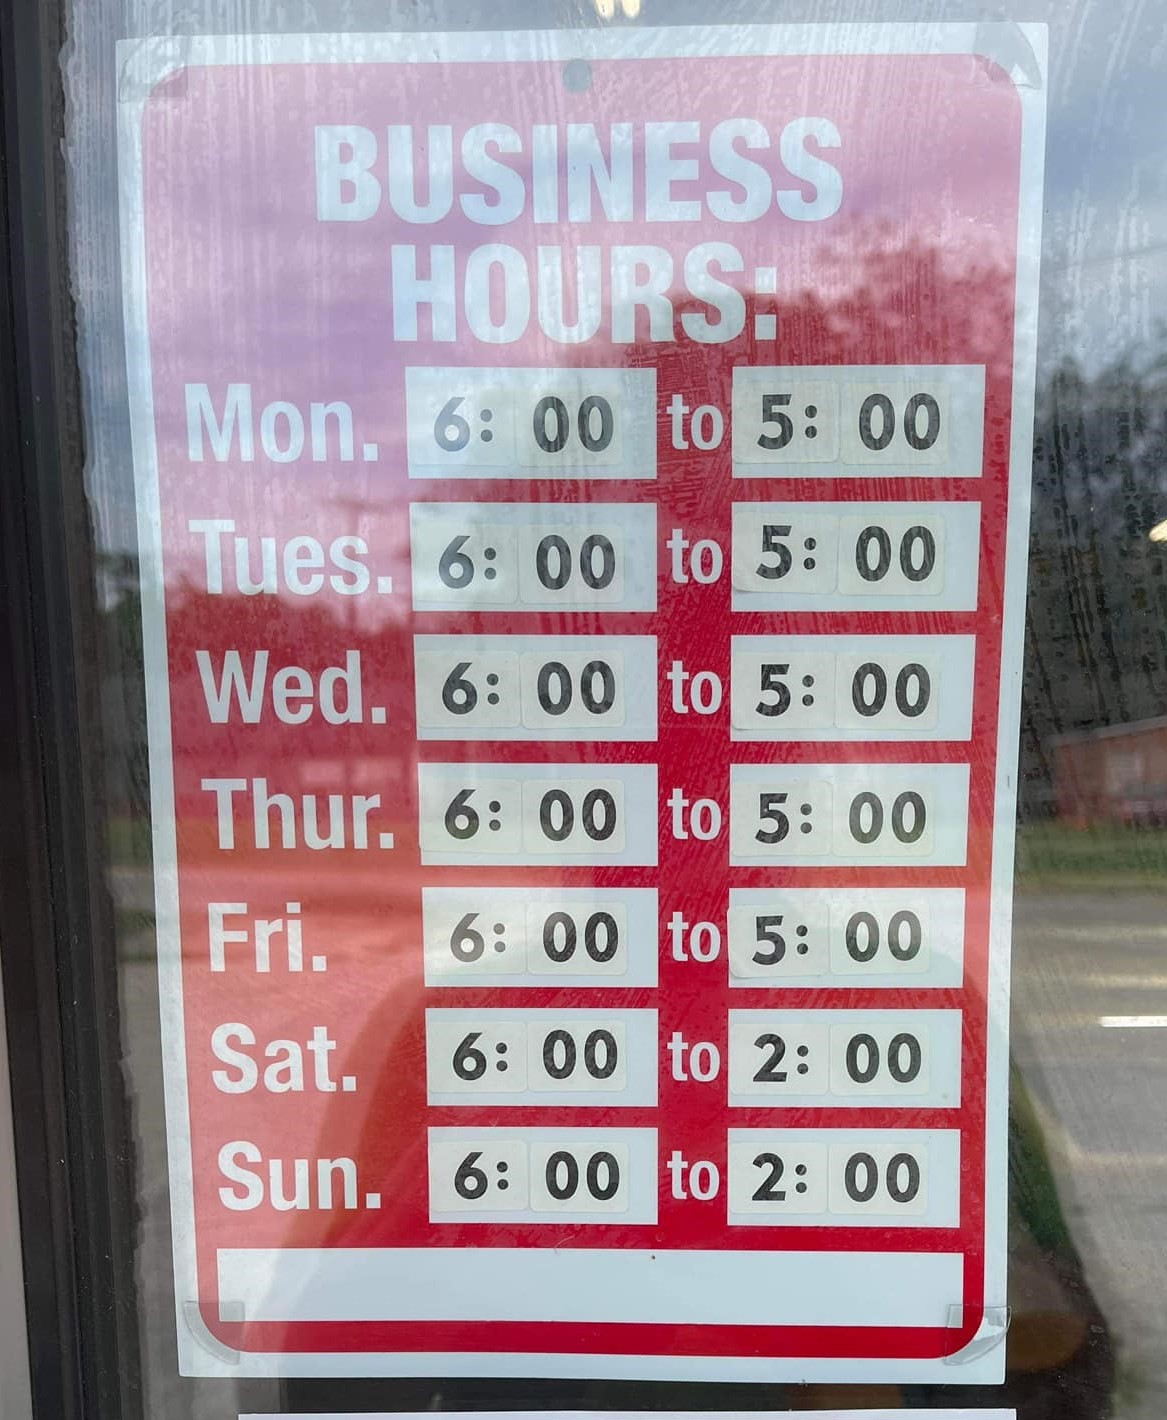 BUSINESS
HOURS:
Mon. 6: 00 to 5: 00
Tues. 6: 00 to 5: 00
Wed. 6: 00 to 5: 00
Thur. 6: 00 to 5: 00
Fri. 6: 00 to 5: 00
Sat. 6: 00 to 2: 00
Sun. 6: 00 to 2: 00